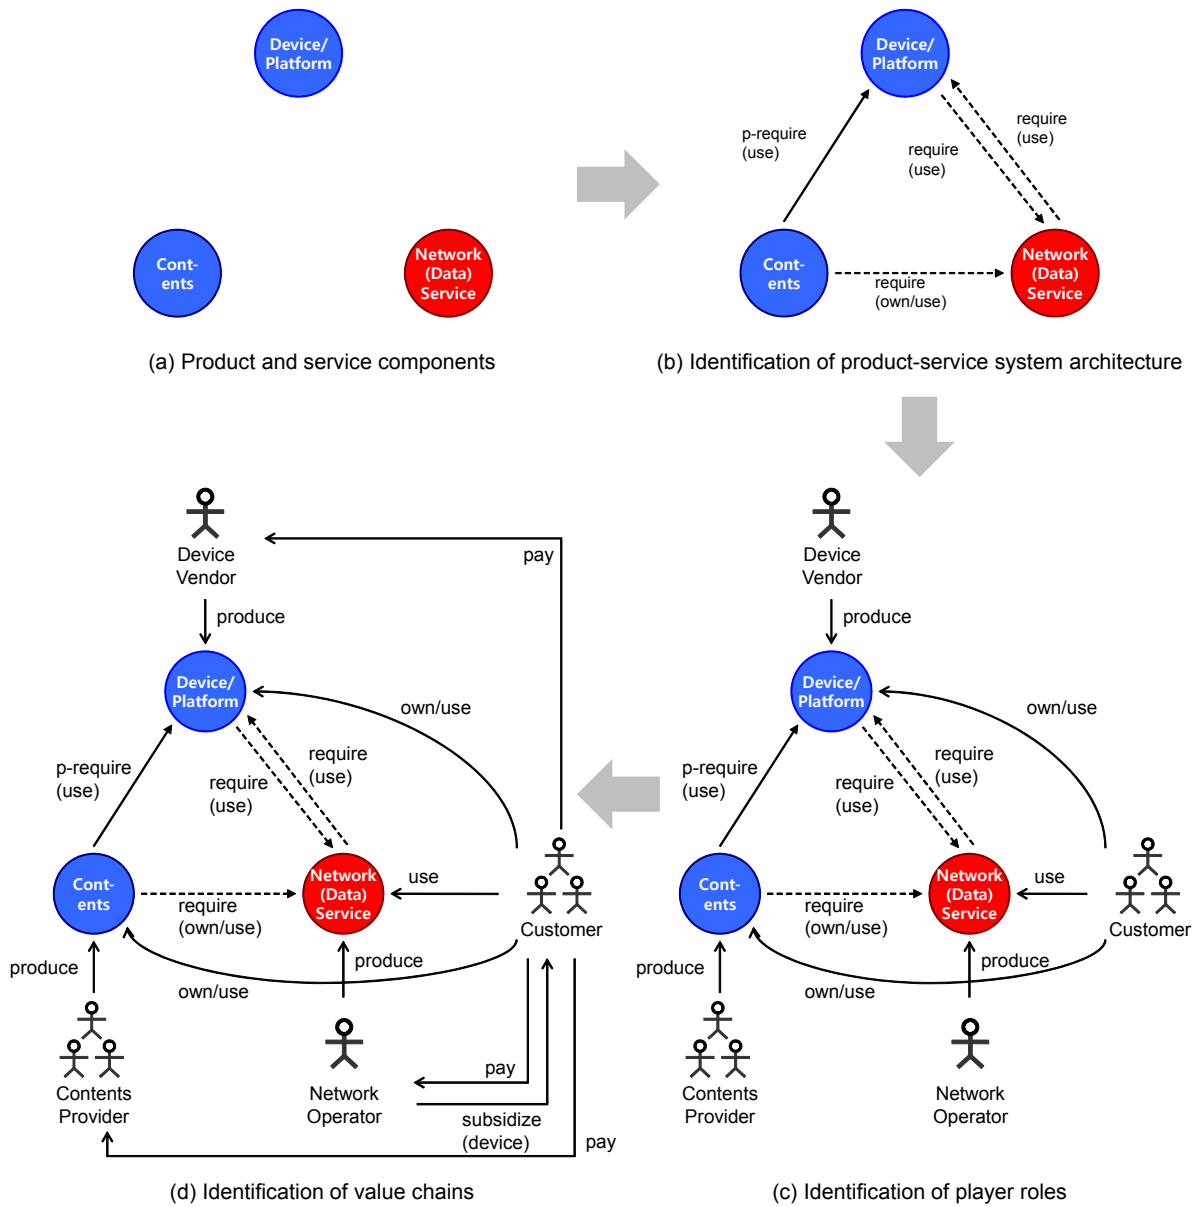 Device/
Platform
Cont-
ents
Network
(Data)
Service
(a) Product and service components
Device/
Platform
p-require
(use)
require
(use)
require
(use)
Cont-
ents
require
(own/use)
Network
(Data)
Service
(b) Identification of product-service system architecture
Device
Vendor
pay
produce
Device/
Platform
own/use
p-require
(use)
require
(use)
require
(use)
Cont-
ents
require
(own/use)
Network
(Data)
Service
use
Customer
produce
own/use
produce
Contents
Provider
Network
Operator
pay
subsidize
(device)
pay
(d) Identification of value chains
Device
Vendor
produce
Device/
Platform
own/use
p-require
(use)
require
(use)
require
(use)
Cont-
ents
require
(own/use)
Network
(Data)
Service
use
Customer
produce
own/use
produce
Contents
Provider
Network
Operator
(c) Identification of player roles